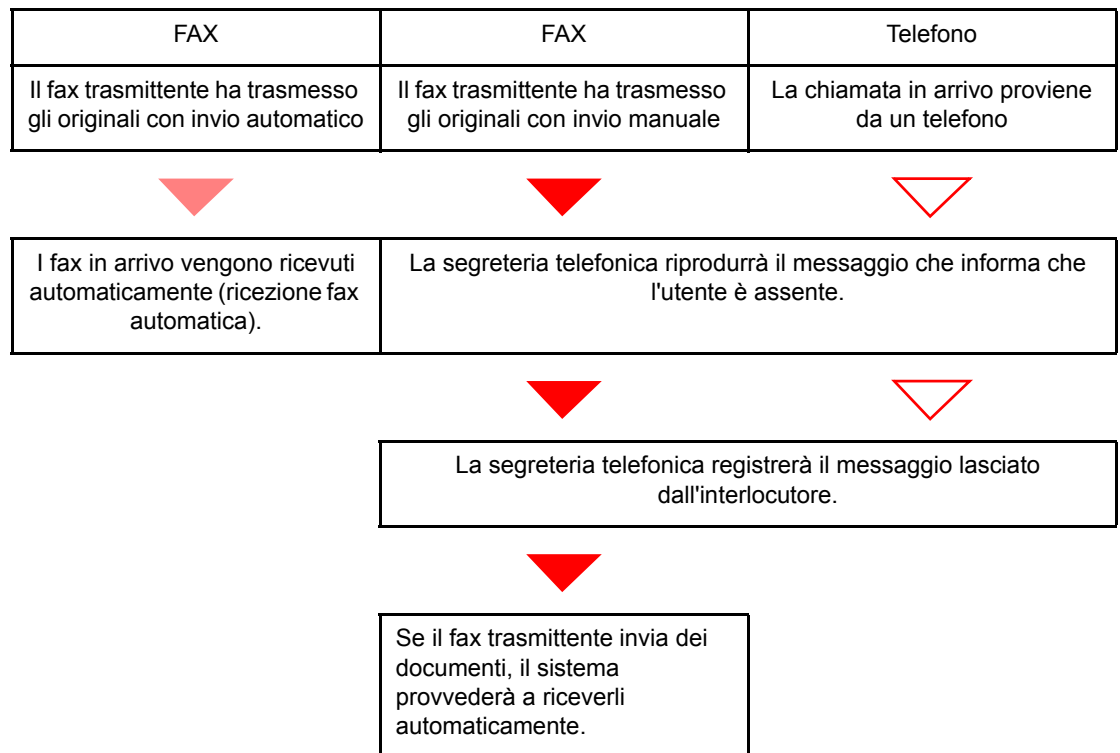 FAX
FAX
Telefono
Il fax trasmittente ha trasmesso
gli originali con invio automatico
Il fax trasmittente ha trasmesso
gli originali con invio manuale
La chiamata in arrivo proviene
da un telefono
I fax in arrivo vengono ricevuti
automaticamente (ricezione fax
automatica).
La segreteria telefonica riprodurrà il messaggio che informa che
l'utente è assente.
La segreteria telefonica registrerà il messaggio lasciato
dall'interlocutore.
Se il fax trasmittente invia dei
documenti, il sistema
provvederà a riceverli
automaticamente.